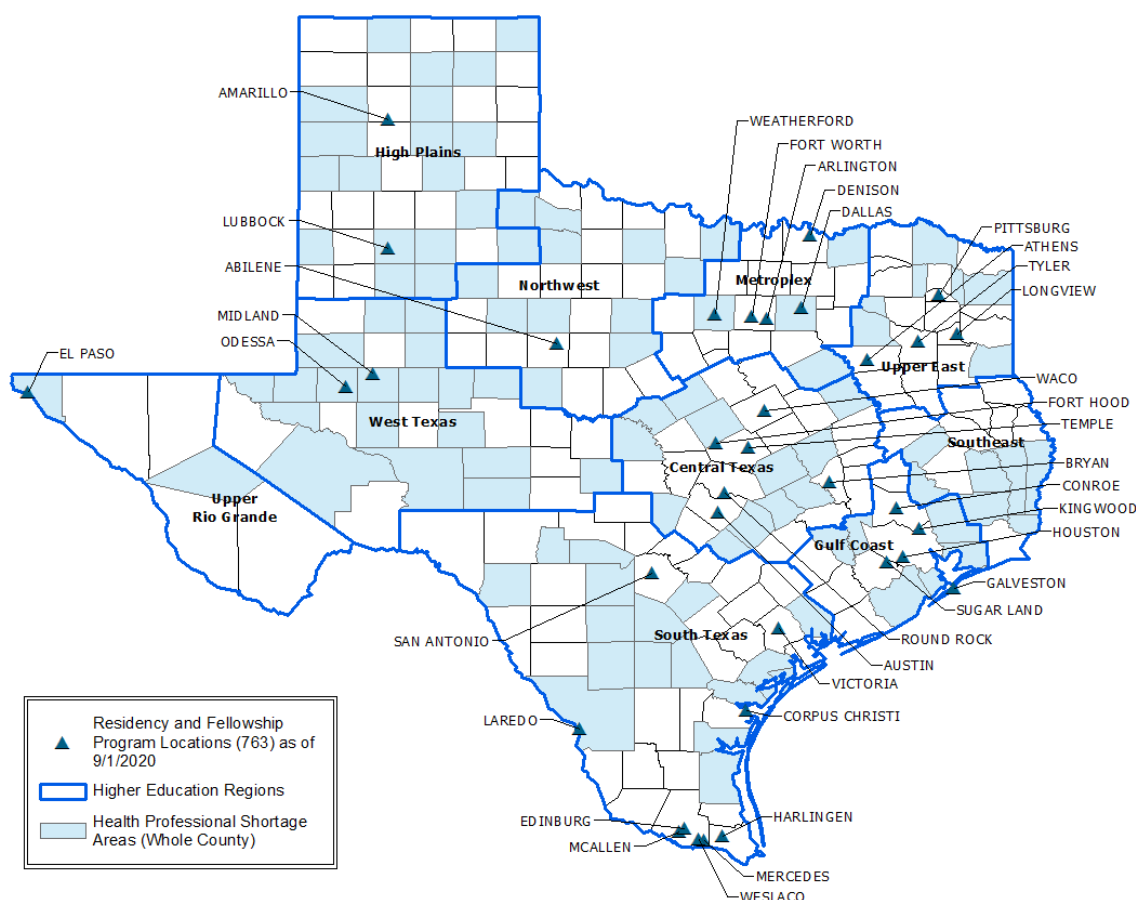 AMARILLO
High Plains
LUBBOCK
ABILENE
MIDLAND
ODESSA
EL PASO
Northwest
West Texas
Upper
Rio Grande
WEATHERFORD
FORT WORTH
ARLINGTON
DENISON
DALLAS
PITTSBURG
ATHENS
TYLER
LONGVIEW
Metroplex
Upper East
WACO
FORT HOOD
TEMPLE
Southeast
Central Texas
BRYAN
CONROE
KINGWOOD
HOUSTON
Gulf Coast
GALVESTON
SUGAR LAND
ROUND ROCK
AUSTIN
VICTORIA
SAN ANTONIO
South Texas
CORPUS CHRISTI
LAREDO
EDINBURG
MCALLEN
HARLINGEN
MERCEDES
WESLACO
Residency and Fellowship
Program Locations (763) as of
9/1/2020
Higher Education Regions
Health Professional Shortage
Areas (Whole County)